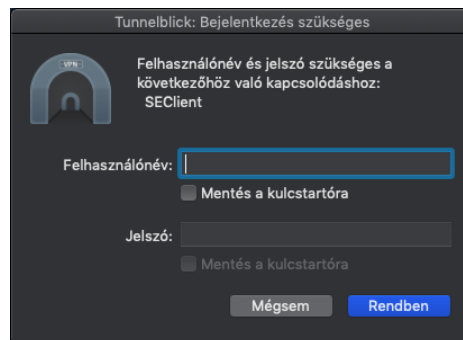 Tunnelblick: Bejelentkezés szükséges
VPN
Felhasználónév és jelszó szükséges a
következőhöz való kapcsolódáshoz:
SEClient
Felhasználónév:
Mentés a kulcstartóra
Jelszó:
Mentés a kulcstartóra
Mégsem
Rendben